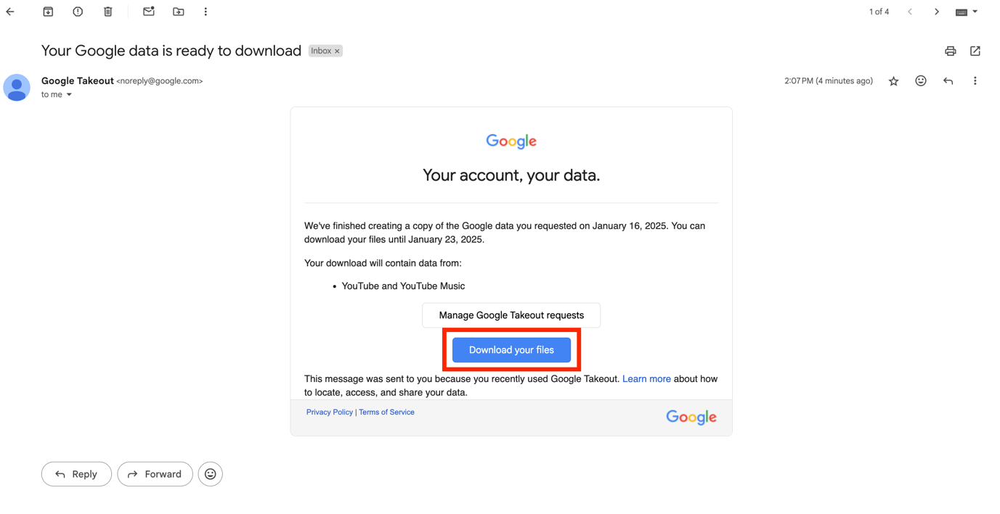 1 of 4
Your Google data is ready to download Inbox ×
Google Takeout <noreply@google.com>
2:07 PM (4 minutes ago)
to me
Google
Your account, your data.
We've finished creating a copy of the Google data you requested on January 16, 2025. You can
download your files until January 23, 2025.
Your download will contain data from:
• YouTube and YouTube Music
Manage Google Takeout requests
Download your files
This message was sent to you because you recently used Google Takeout. Learn more about how
to locate, access, and share your data.
Privacy Policy | Terms of Service
Google
Reply Forward